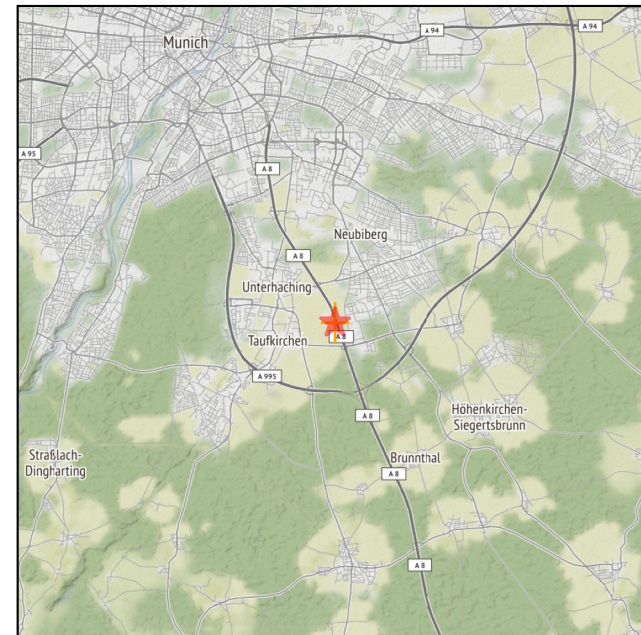 A 94
A 94
Munich
A 95
A 8
Neubiberg
A 8
Unterhaching
A 8
Taufkirchen
A 995
A 8
Höhenkirchen-
Siegertsbrunn
Straßlach-
Dingharting
Brunnthal
A 8
A 8